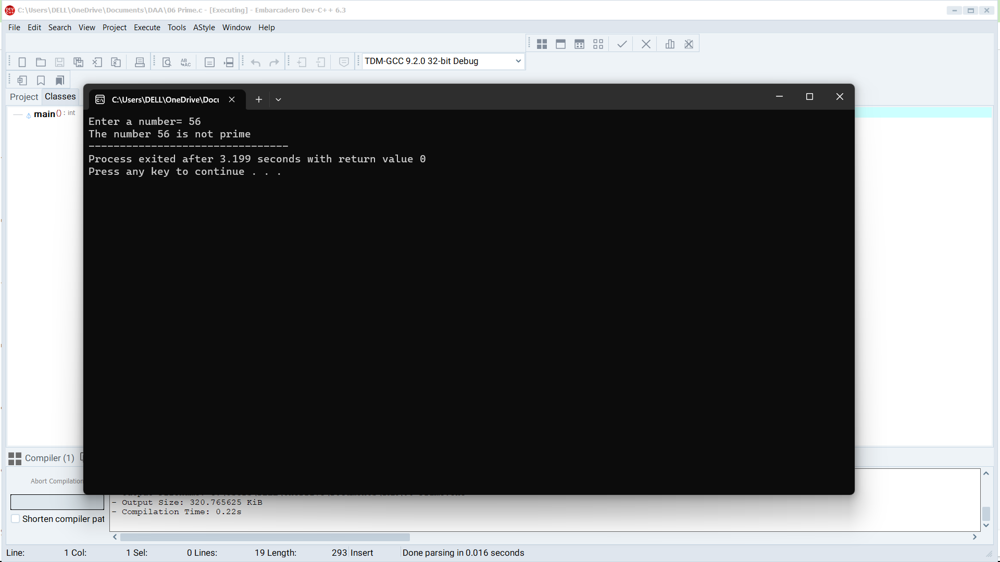 C:\Users\DELL\OneDrive\Documents\DAA\06 Prime.c - [Executing] - Embarcadero Dev-C++ 6.3
File Edit Search View Project Execute Tools AStyle Window Help
TDM-GCC 9.2.0 32-bit Debug
Project Classes
main() : int
C:\Users\DELL\OneDrive\Docu
Enter a number= 56
The number 56 is not prime
--------------------------------
Process exited after 3.199 seconds with return value 0
Press any key to continue . . .
Compiler (1)
Abort Compilation
- Output Size: 320.765625 KiB
- Compilation Time: 0.22s
Shorten compiler pat
Line: 1 Col: 1 Sel: 0 Lines: 19 Length: 293 Insert Done parsing in 0.016 seconds